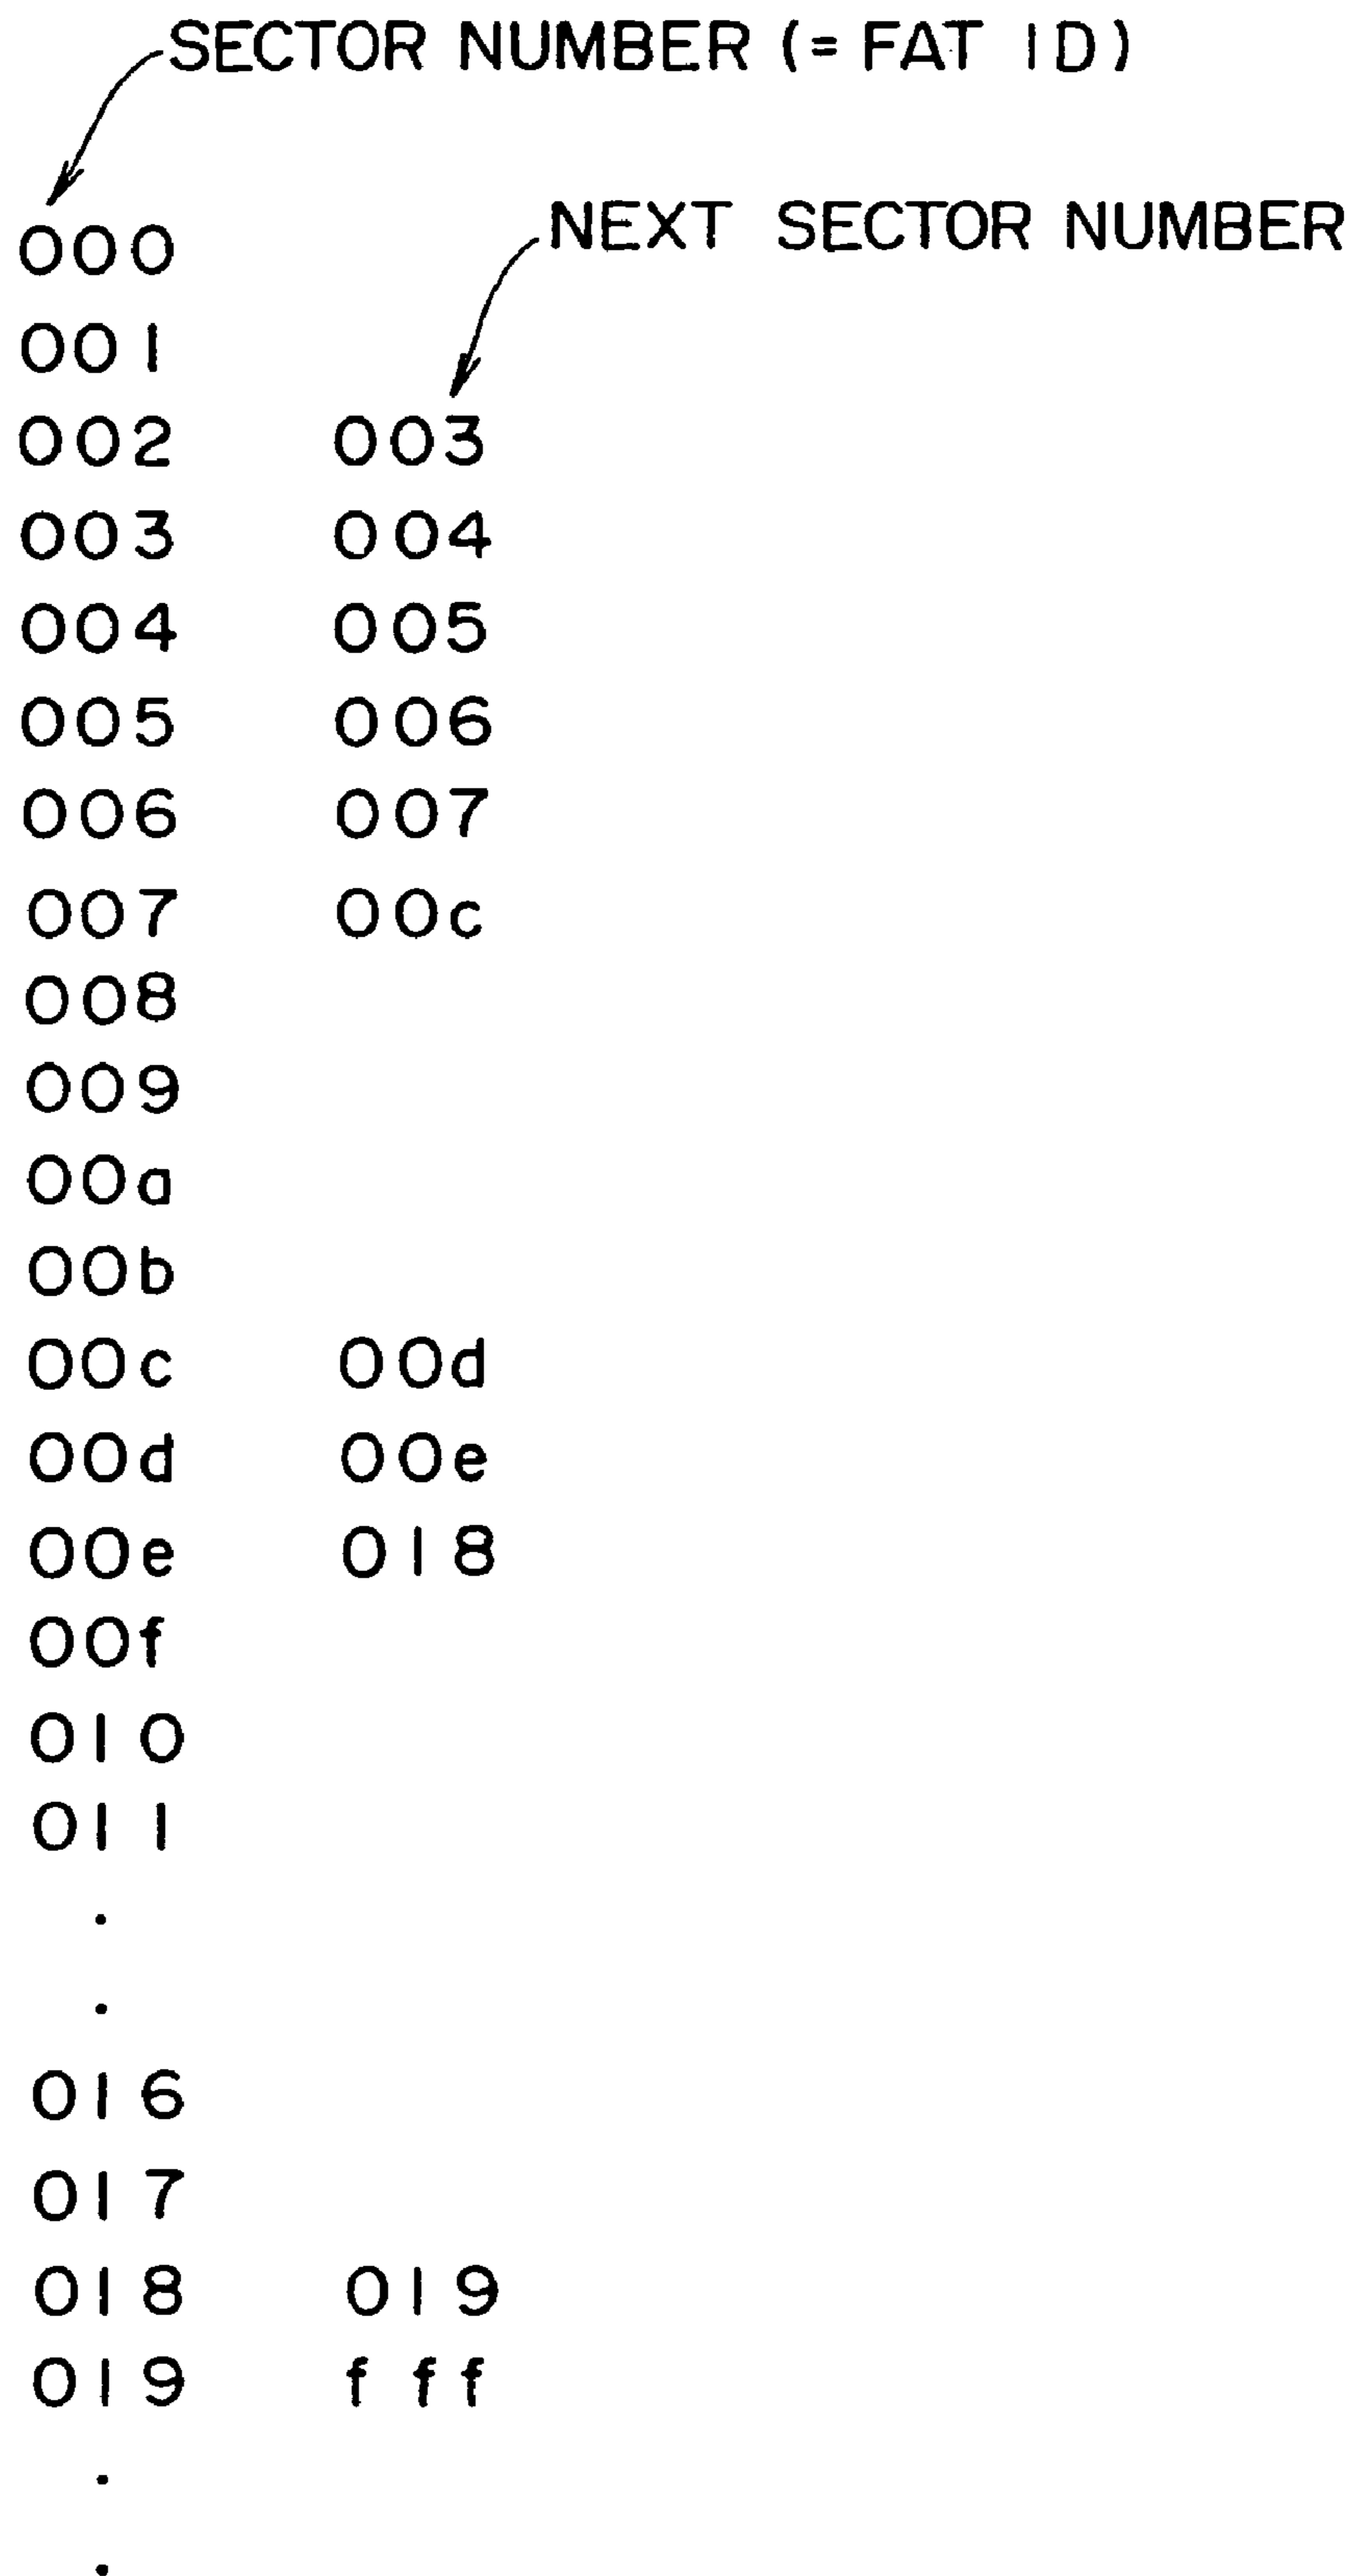 SECTOR NUMBER (= FAT ID)
NEXT SECTOR NUMBER
000
001
002 003
003 004
004 005
005 006
006 007
007 00c
008
009
00a
00b
00c 00d
00d 00e
00e 018
00f
010
011
.
.
016
017
018 019
019 fff
.
.